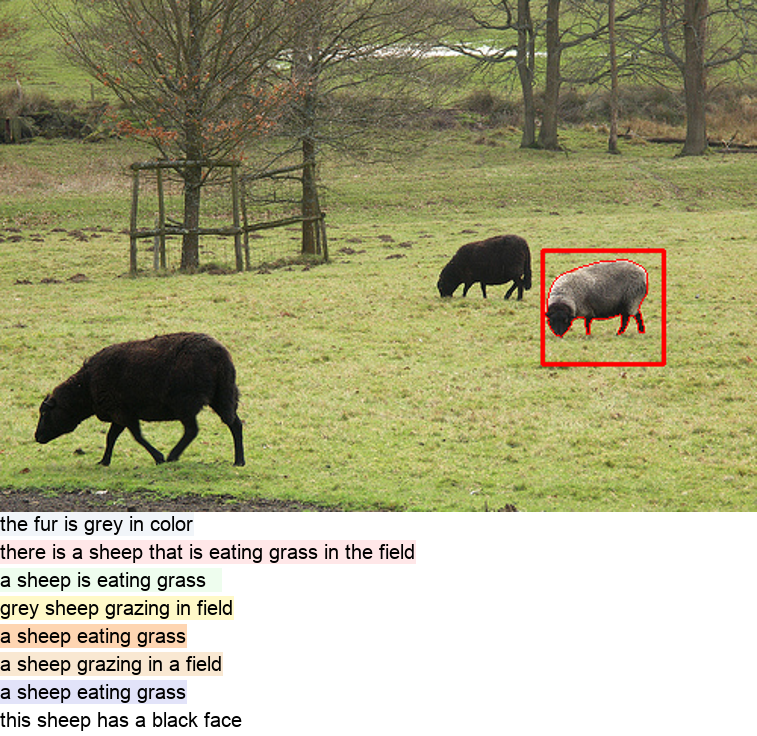 the fur is grey in color
there is a sheep that is eating grass in the field
a sheep is eating grass
grey sheep grazing in field
a sheep eating grass
a sheep grazing in a field
a sheep eating grass
this sheep has a black face